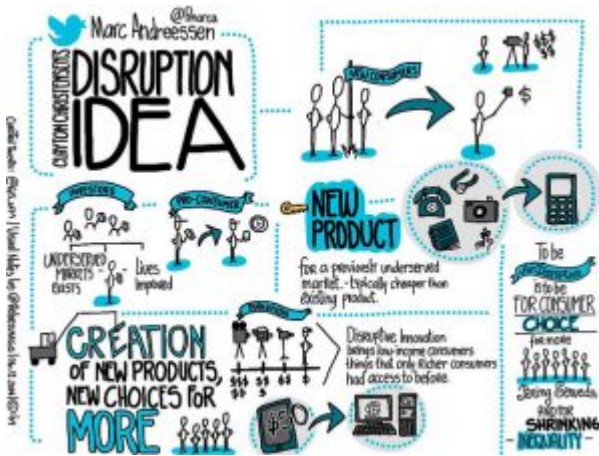 @Pmarca
Marc Andreessen
CLAYTON CHRISTENSEN'S
DISRUPTION
IDEA
NEW CONSUMERS
$
INVESTORS
PRO-CONSUMER
UNDERSERVED
MARKETS
EXISTS
Lives
Improved
NEW
PRODUCT
for a previously underserved
market - typically cheaper than
existing product.
CREATION
OF NEW PRODUCTS,
NEW CHOICES FOR
MORE
Disruptive Innovation
brings low-income consumers
things that only Richer consumers
had access to before.
To be
is to be
FOR CONSUMER
CHOICE
for more
AND FOR
SHRINKING
- INEQUALITY -